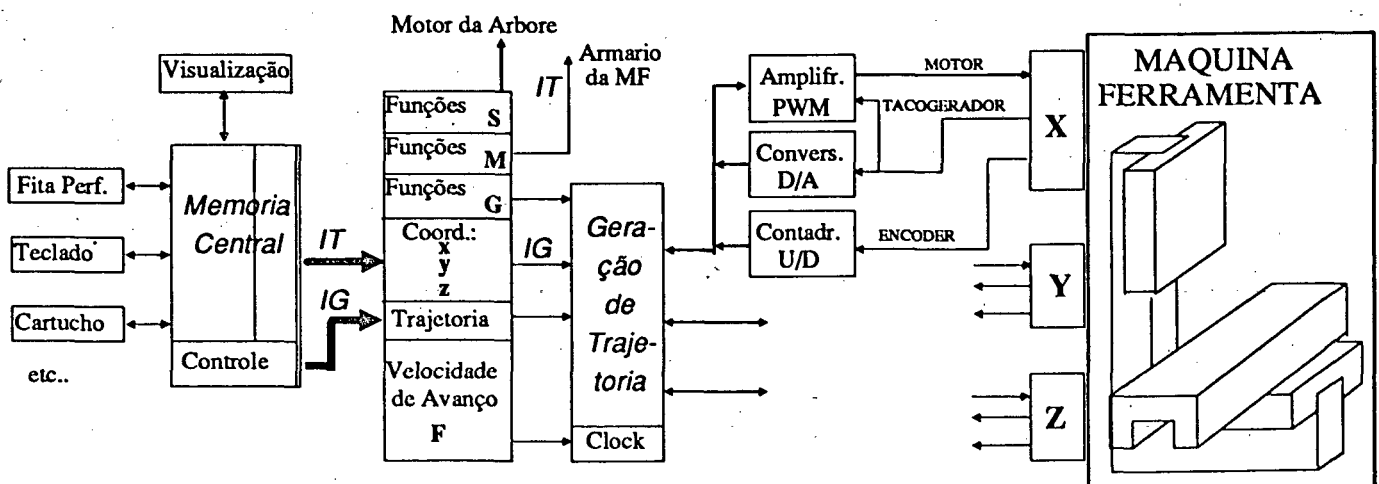 Motor da Arbore
Visualização
Fita Perf.
Teclado
Cartucho
etc..
Memoria
Central
Controle
IT
IG
Funções S
Funções M
Funções G
Coord.:
x
y
z
Trajetoria
Velocidade
de Avanço
F
IT
Armario
da MF
IG
Gera-
ção
de
Traje-
toria
Clock
Amplifr.
PWM
Convers.
D/A
Contadr.
U/D
MOTOR
TACOGERADOR
ENCODER
X
Y
Z
MAQUINA
FERRAMENTA